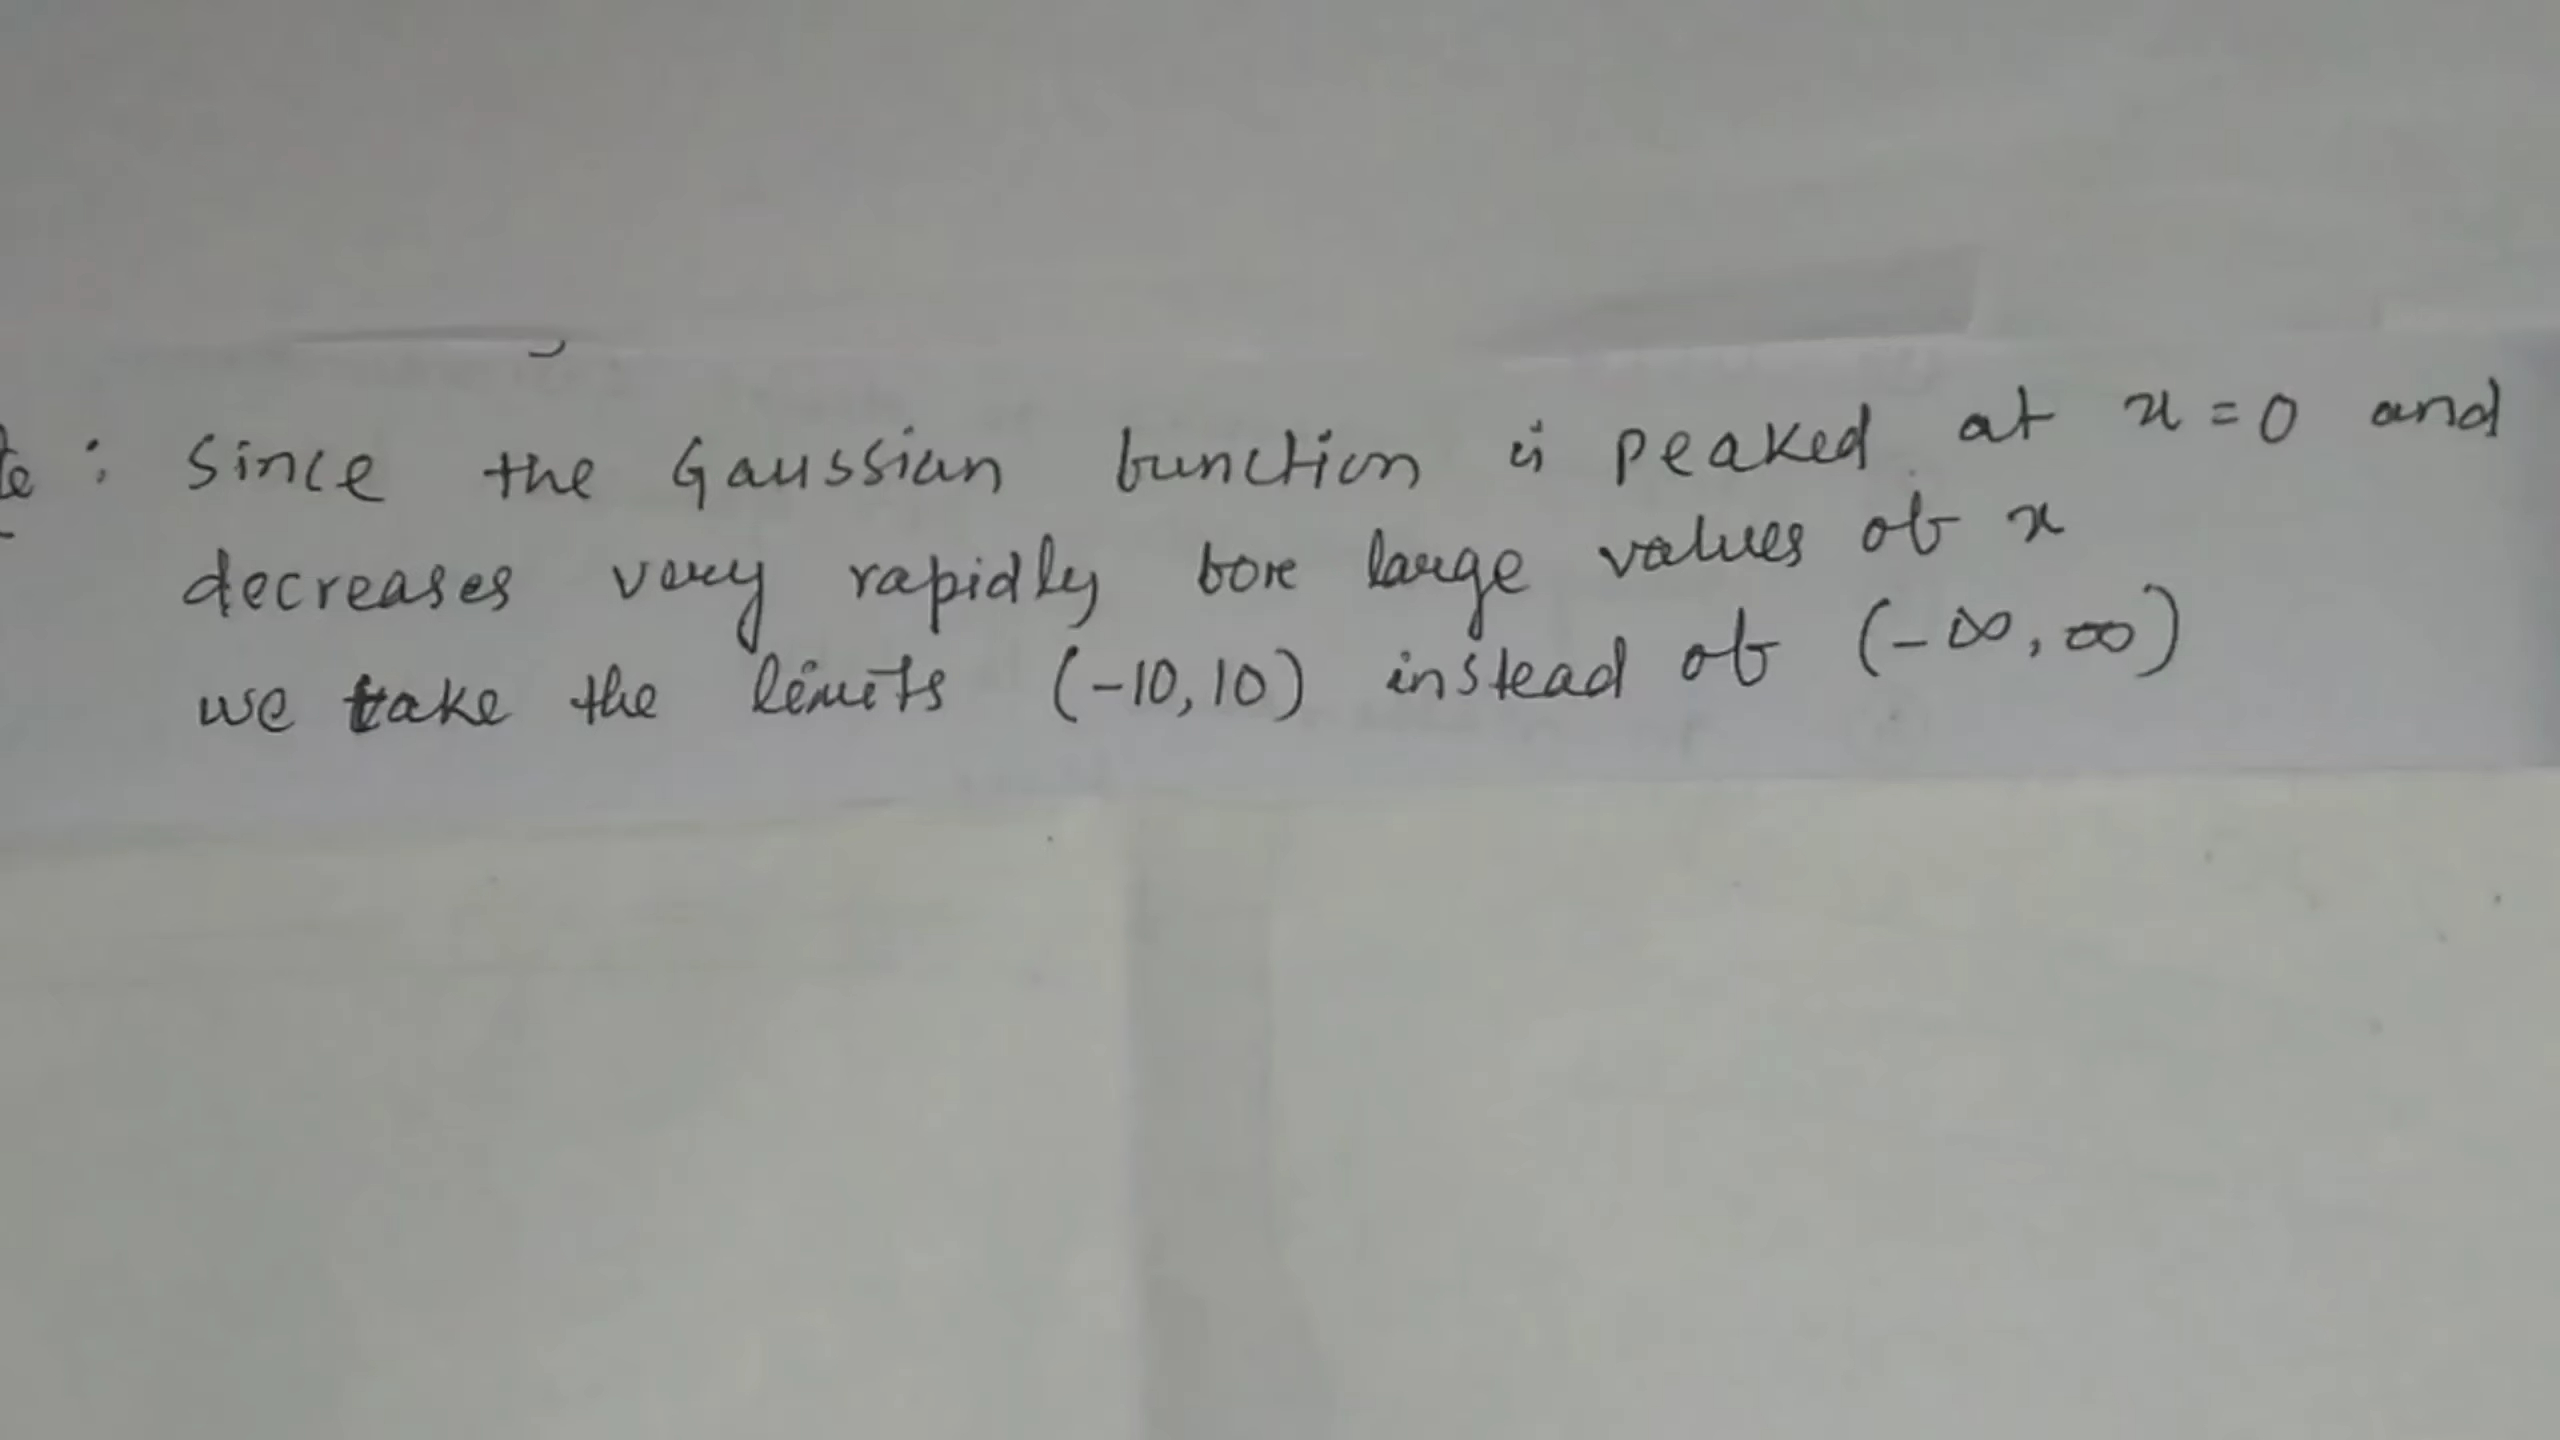 te : Since the Gaussian function is peaked at x = 0 and
decreases very rapidly for large values of x
we take the limits (-10, 10) instead of (-∞, ∞)